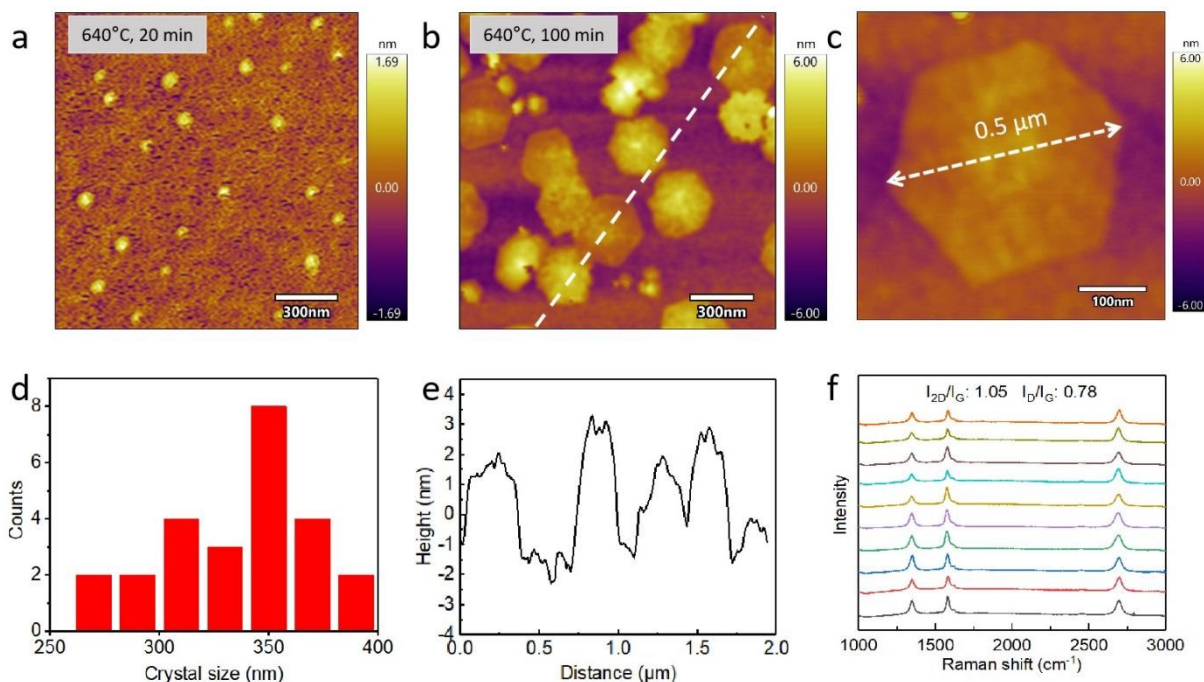 a
640°C, 20 min
nm
1.69
0.00
-1.69
300nm
b
640°C, 100 min
nm
6.00
0.00
-6.00
300nm
c
0.5 µm
nm
6.00
0.00
-6.00
100nm
d
8
6
4
2
0
Counts
250 300 350 400
Crystal size (nm)
e
4
3
2
1
0
-1
-2
-3
-4
Height (nm)
0.0 0.5 1.0 1.5 2.0
Distance (µm)
f
I2D/IG: 1.05 ID/IG: 0.78
Intensity
1000 1500 2000 2500 3000
Raman shift (cm-1)